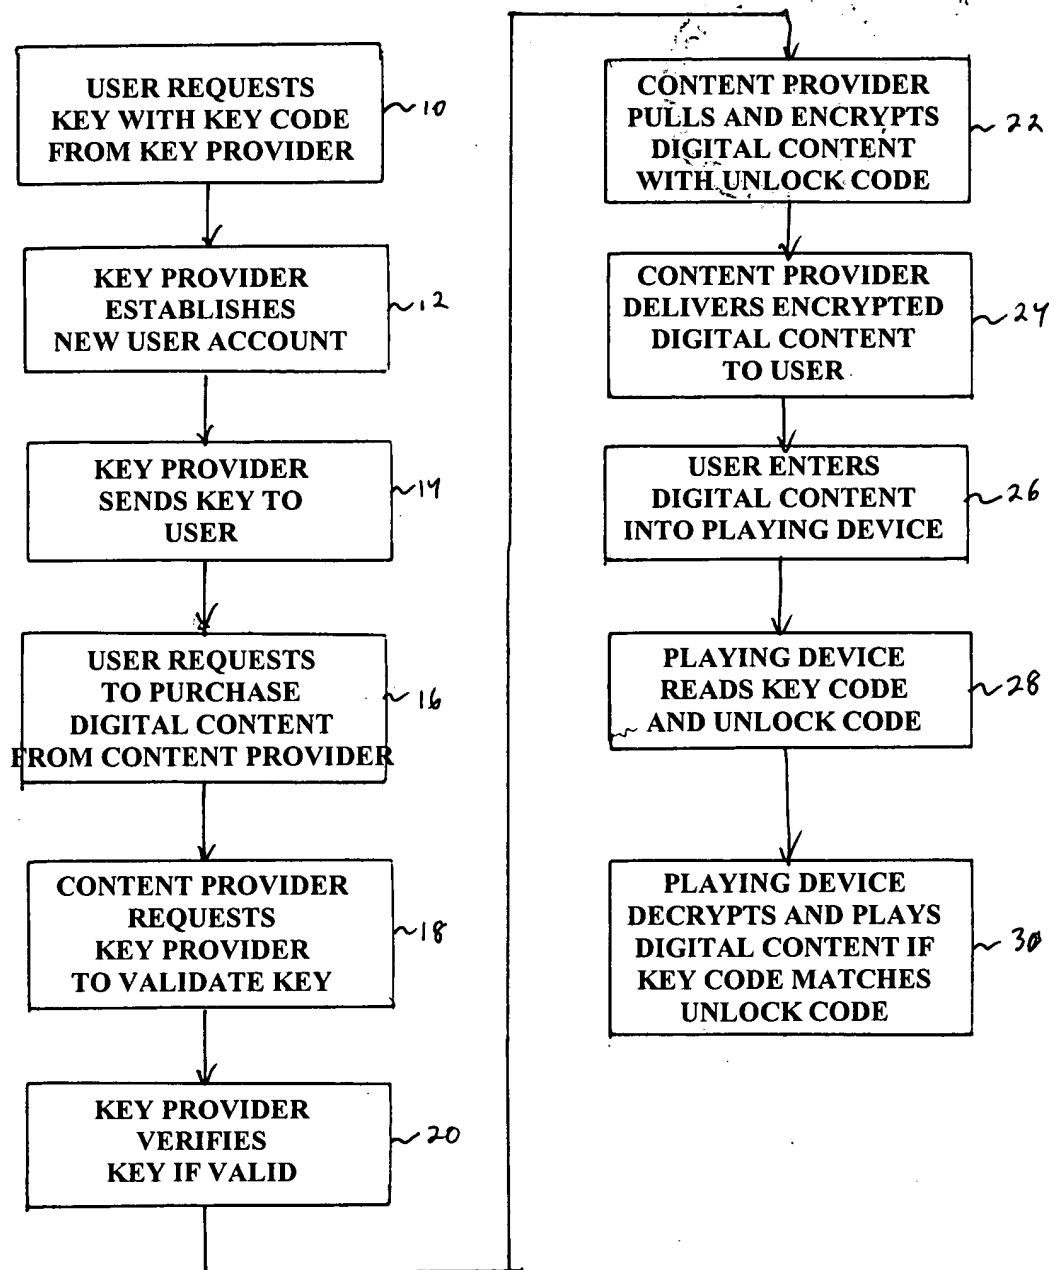 USER REQUESTS
KEY WITH KEY CODE
FROM KEY PROVIDER
10
KEY PROVIDER
ESTABLISHES
NEW USER ACCOUNT
12
KEY PROVIDER
SENDS KEY TO
USER
14
USER REQUESTS
TO PURCHASE
DIGITAL CONTENT
FROM CONTENT PROVIDER
16
CONTENT PROVIDER
REQUESTS
KEY PROVIDER
TO VALIDATE KEY
18
KEY PROVIDER
VERIFIES
KEY IF VALID
20
CONTENT PROVIDER
PULLS AND ENCRYPTS
DIGITAL CONTENT
WITH UNLOCK CODE
22
CONTENT PROVIDER
DELIVERS ENCRYPTED
DIGITAL CONTENT
TO USER
24
USER ENTERS
DIGITAL CONTENT
INTO PLAYING DEVICE
26
PLAYING DEVICE
READS KEY CODE
AND UNLOCK CODE
28
PLAYING DEVICE
DECRYPTS AND PLAYS
DIGITAL CONTENT IF
KEY CODE MATCHES
UNLOCK CODE
30